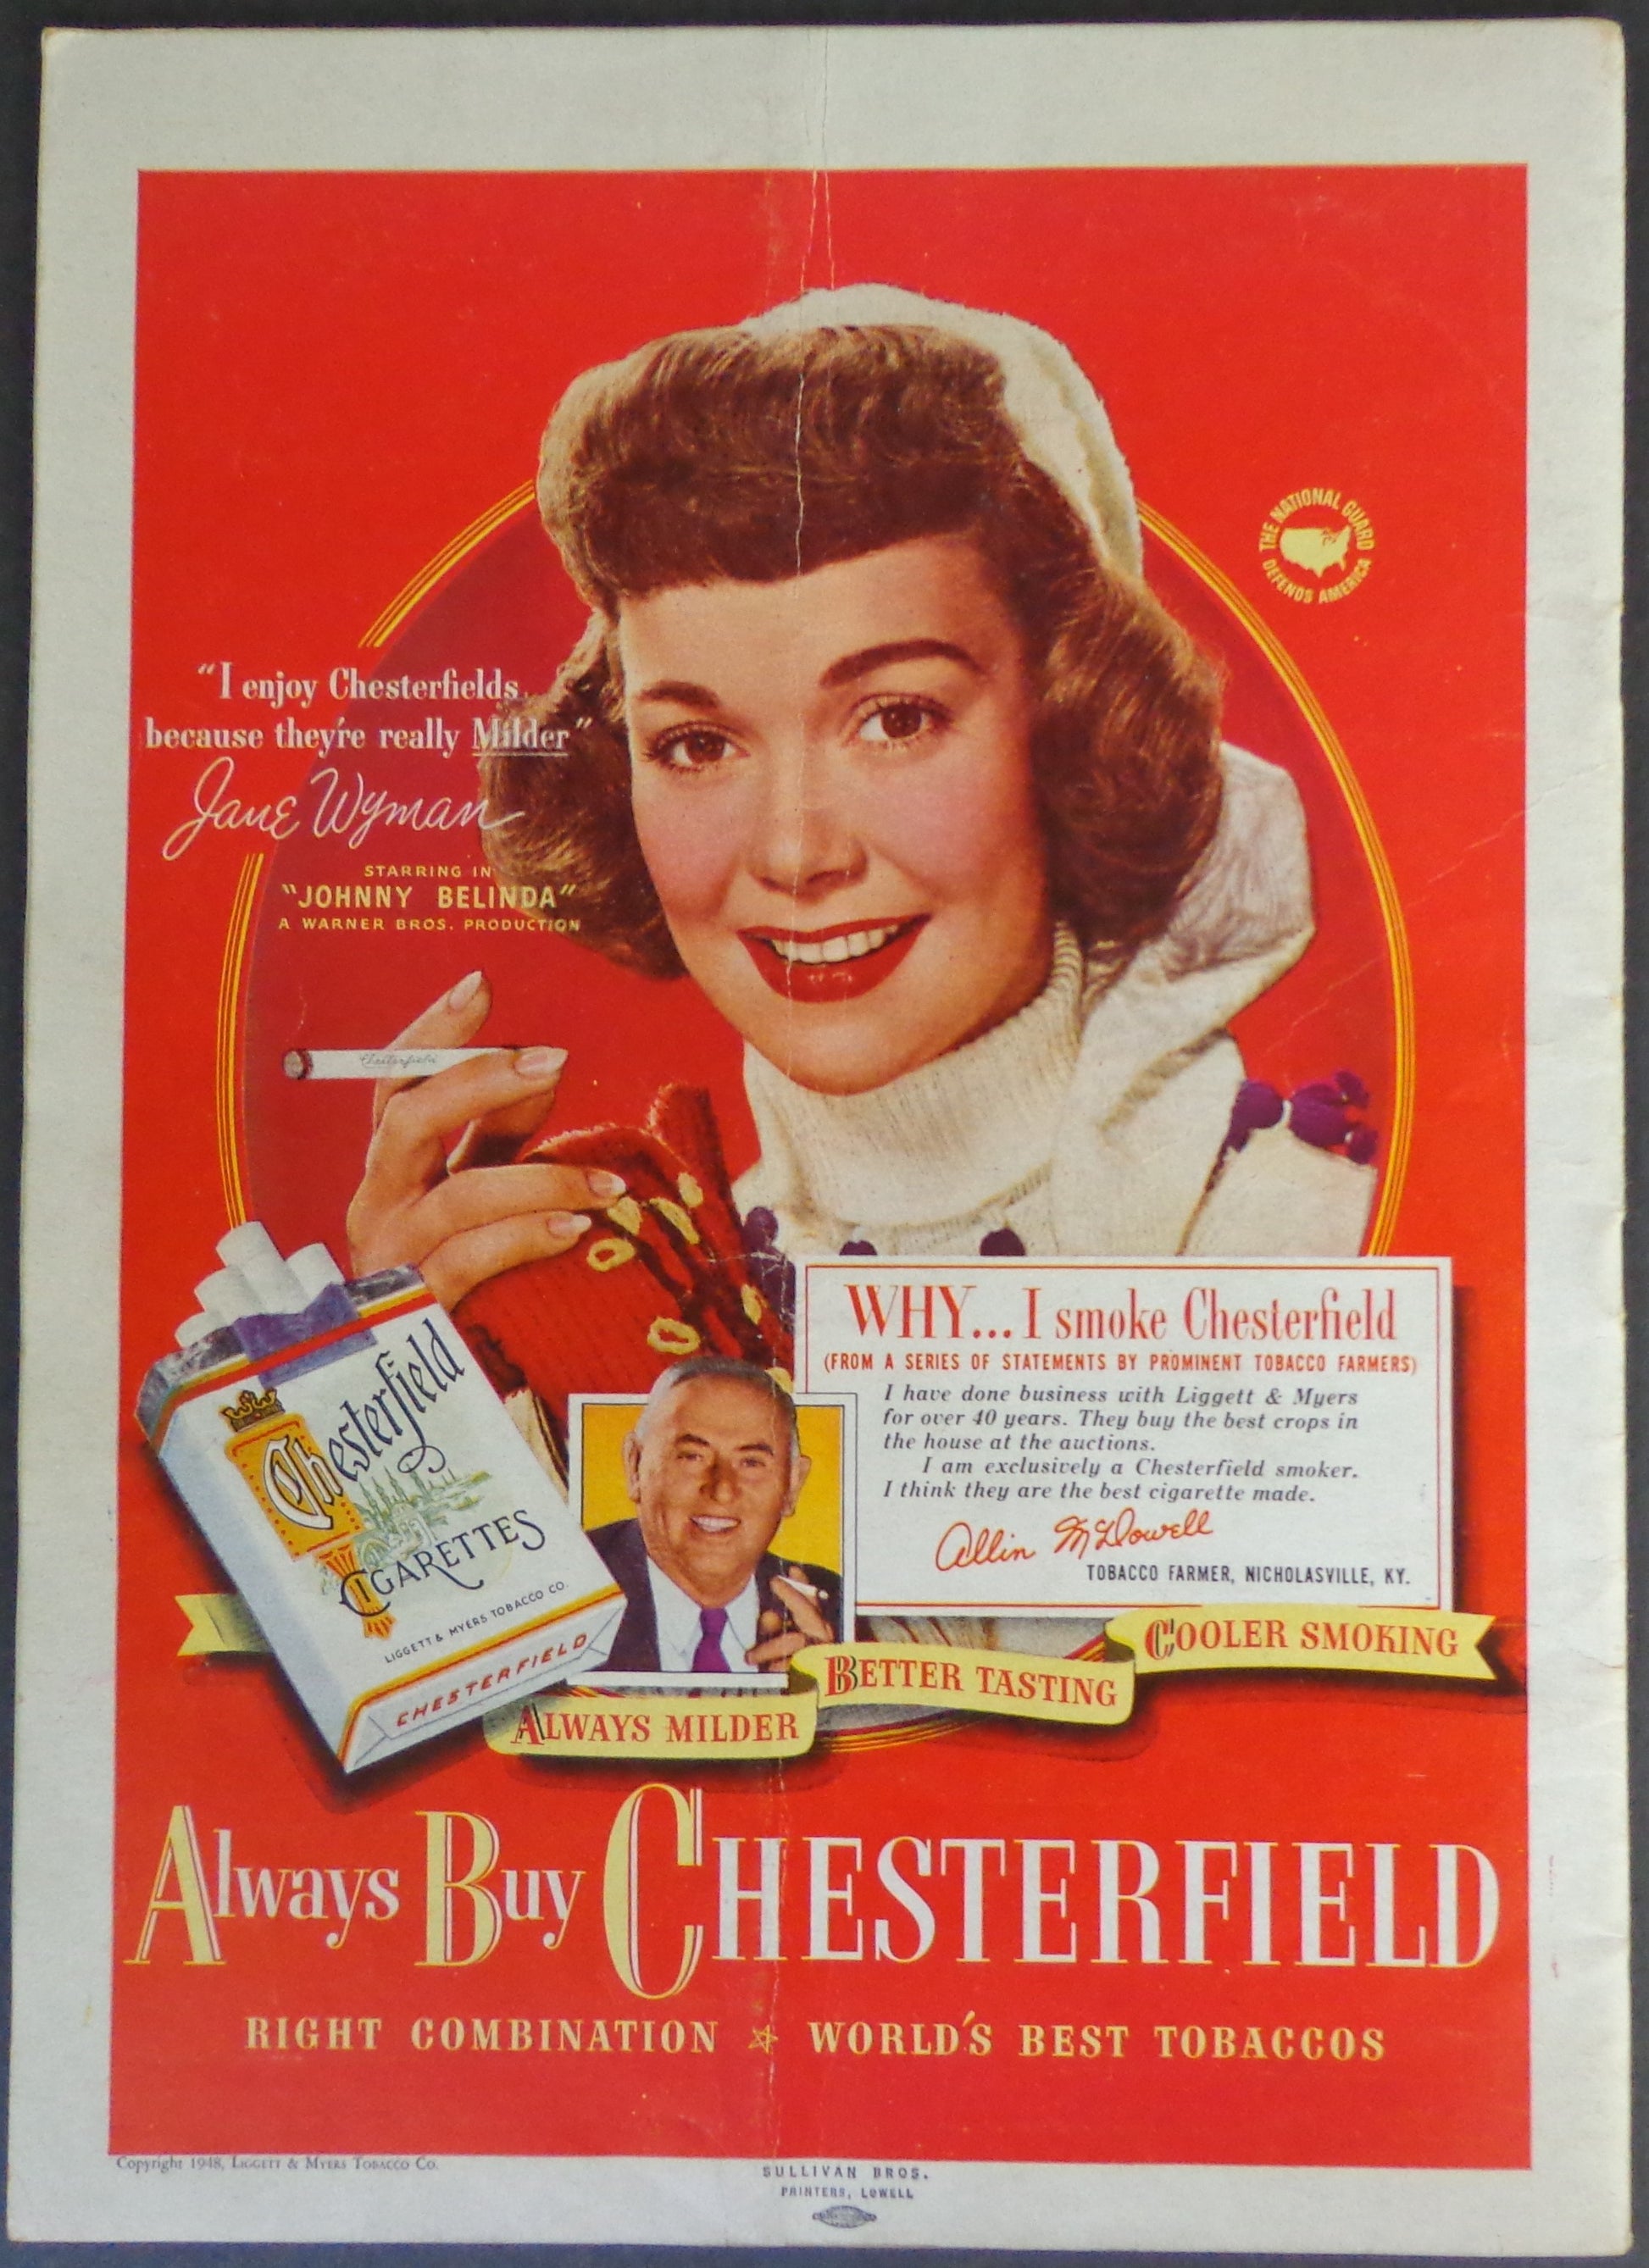 THE NATIONAL GUARD
DEFENDS AMERICA
"I enjoy Chesterfields
because they're really Milder"
Jane Wyman
STARRING IN
"JOHNNY BELINDA"
A WARNER BROS. PRODUCTION
Chesterfield
Chesterfield
CIGARETTES
LIGGETT & MYERS TOBACCO CO.
CHESTERFIELD
WHY... I smoke Chesterfield
(FROM A SERIES OF STATEMENTS BY PROMINENT TOBACCO FARMERS)
I have done business with Liggett & Myers
for over 40 years. They buy the best crops in
the house at the auctions.
I am exclusively a Chesterfield smoker.
I think they are the best cigarette made.
Allin McDowell
TOBACCO FARMER, NICHOLASVILLE, KY.
ALWAYS MILDER
BETTER TASTING
COOLER SMOKING
Always Buy CHESTERFIELD
RIGHT COMBINATION ☆ WORLD'S BEST TOBACCOS
Copyright 1948, LIGGETT & MYERS TOBACCO CO.
SULLIVAN BROS.
PRINTERS, LOWELL